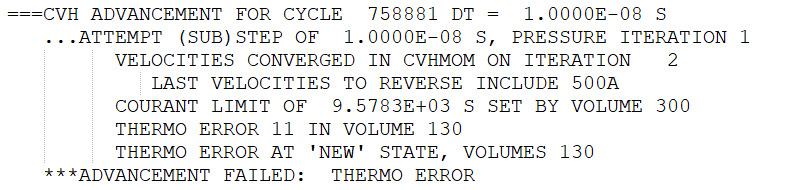 ===CVH ADVANCEMENT FOR CYCLE  758881 DT =  1.0000E-08 S
...ATTEMPT (SUB)STEP OF  1.0000E-08 S, PRESSURE ITERATION 1
VELOCITIES CONVERGED IN CVHMOM ON ITERATION   2
LAST VELOCITIES TO REVERSE INCLUDE 500A
COURANT LIMIT OF  9.5783E+03 S SET BY VOLUME 300
THERMO ERROR 11 IN VOLUME 130
THERMO ERROR AT 'NEW' STATE, VOLUMES 130
***ADVANCEMENT FAILED:  THERMO ERROR